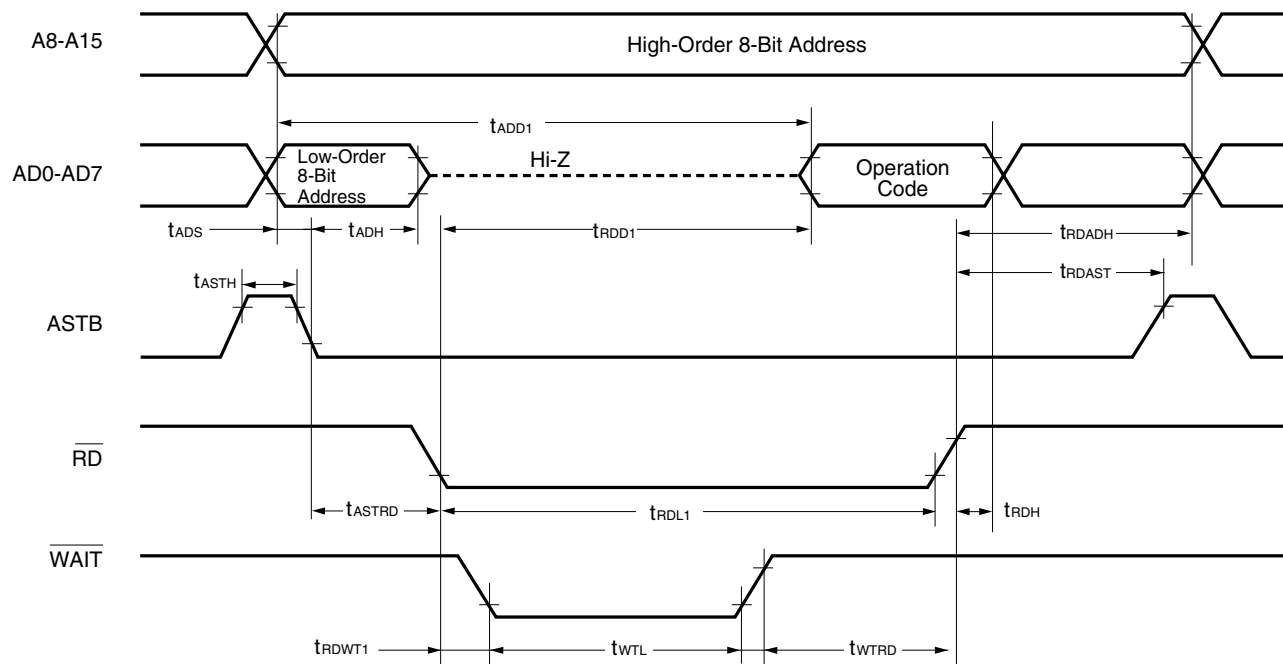 A8-A15
High-Order 8-Bit Address
tADD1
AD0-AD7
Low-Order
8-Bit
Address
Hi-Z
Operation
Code
tADS
tADH
tRDD1
tRDADH
tASTH
tRDAST
ASTB
RD
tASTRD
tRDL1
tRDH
WAIT
tRDWT1
tWTL
tWTRD